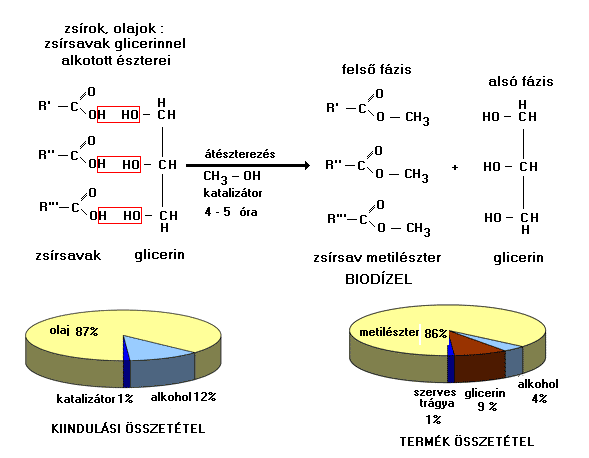 zsírok, olajok :
zsírsavak glicerinnel
alkotott észterei
felső fázis
alsó fázis
R' – C
O
OH HO – CH
H
R'' – C
O
OH HO – CH
R''' – C
O
OH HO – CH
H
átészterezés
CH3 – OH
katalizátor
4 - 5 óra
R' – C
O
O – CH3
R'' – C
O
O – CH3
R''' – C
O
O – CH3
+
H
HO – CH
HO – CH
HO – CH
H
zsírsavak
glicerin
zsírsav metilészter
BIODÍZEL
glicerin
olaj 87%
katalizátor 1%
alkohol 12%
KIINDULÁSI ÖSSZETÉTEL
metilészter 86%
szerves
trágya
1%
glicerin
9 %
alkohol
4%
TERMÉK ÖSSZETÉTEL